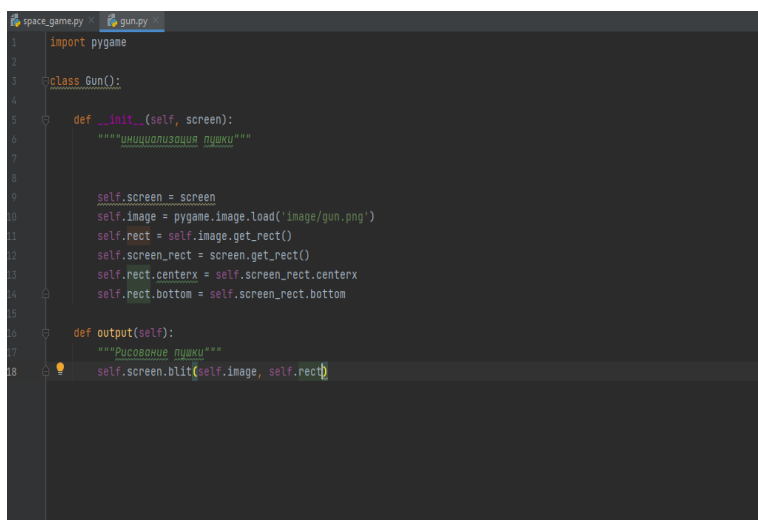 space_game.py × gun.py ×
1 import pygame
2
3 class Gun():
4
5 def __init__(self, screen):
6 """"инициализация пушки"""
7
8
9 self.screen = screen
10 self.image = pygame.image.load('image/gun.png')
11 self.rect = self.image.get_rect()
12 self.screen_rect = screen.get_rect()
13 self.rect.centerx = self.screen_rect.centerx
14 self.rect.bottom = self.screen_rect.bottom
15
16 def output(self):
17 """Рисование пушки"""
18 self.screen.blit(self.image, self.rect)